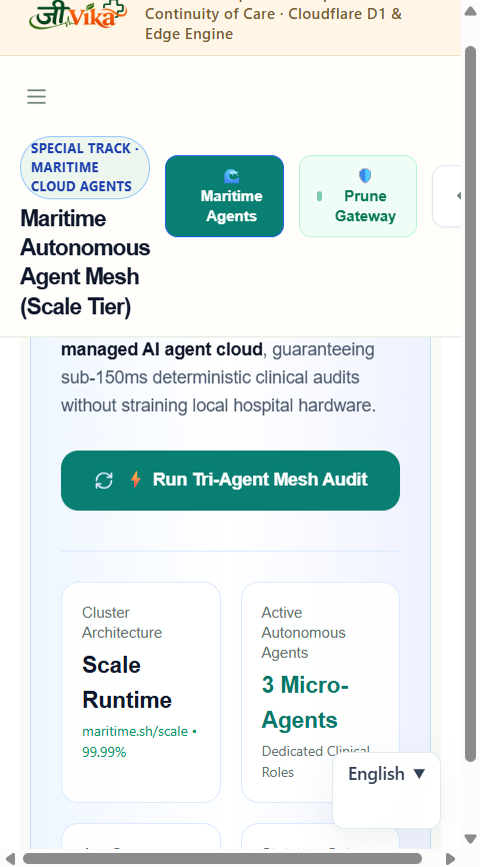 जीVika
Continuity of Care · Cloudflare D1 &
Edge Engine
SPECIAL TRACK ·
MARITIME
CLOUD AGENTS
Maritime
Autonomous
Agent Mesh
(Scale Tier)
Maritime
Agents
Prune
Gateway
managed AI agent cloud, guaranteeing
sub-150ms deterministic clinical audits
without straining local hospital hardware.
Run Tri-Agent Mesh Audit
Cluster
Architecture
Scale
Runtime
maritime.sh/scale •
99.99%
Active
Autonomous
Agents
3 Micro-
Agents
Dedicated Clinical
Roles
English ▼